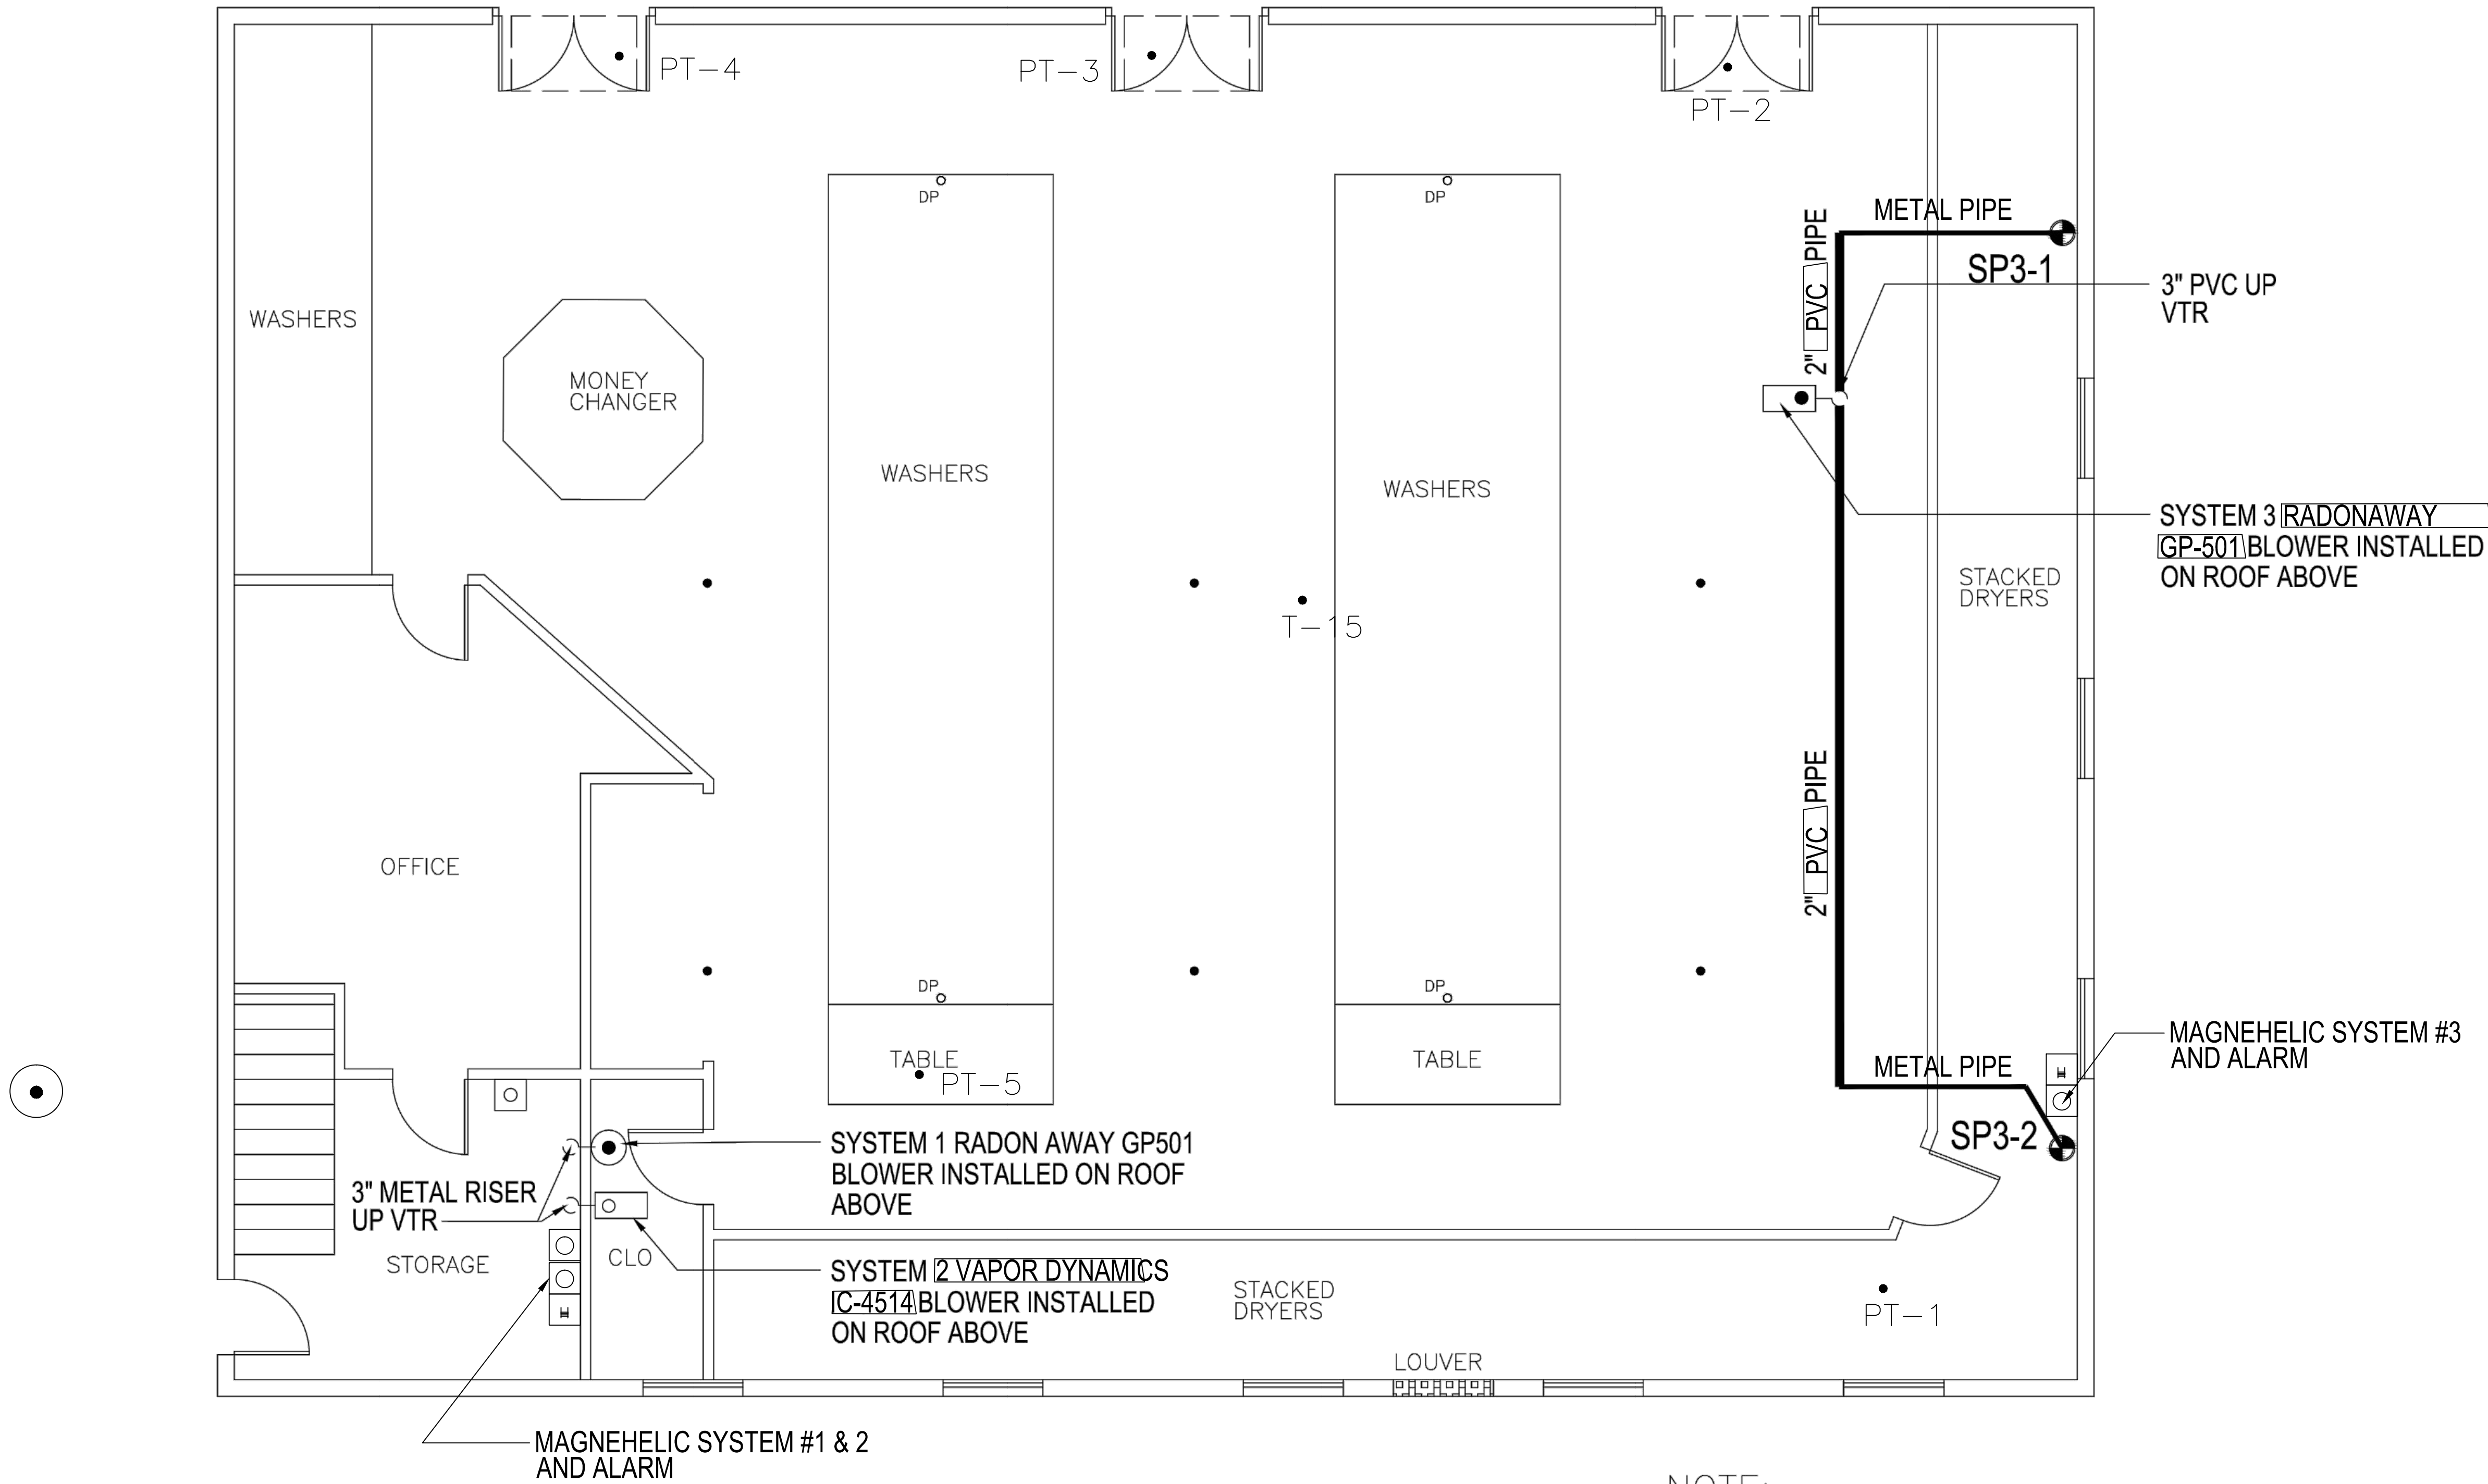 PT-4
PT-3
PT-2
DP
DP
METAL PIPE
2" PVC PIPE
SP3-1
3" PVC UP
VTR
WASHERS
MONEY
CHANGER
WASHERS
WASHERS
SYSTEM 3 RADONAWAY
GP-501 BLOWER INSTALLED
ON ROOF ABOVE
STACKED
DRYERS
T-15
2" PVC PIPE
OFFICE
DP
DP
TABLE
TABLE
PT-5
METAL PIPE
MAGNEHELIC SYSTEM #3
AND ALARM
SP3-2
SYSTEM 1 RADON AWAY GP501
BLOWER INSTALLED ON ROOF
ABOVE
3" METAL RISER
UP VTR
STORAGE
CLO
SYSTEM 2 VAPOR DYNAMICS
IC-4514 BLOWER INSTALLED
ON ROOF ABOVE
STACKED
DRYERS
PT-1
LOUVER
MAGNEHELIC SYSTEM #1 & 2
AND ALARM
NOTE: